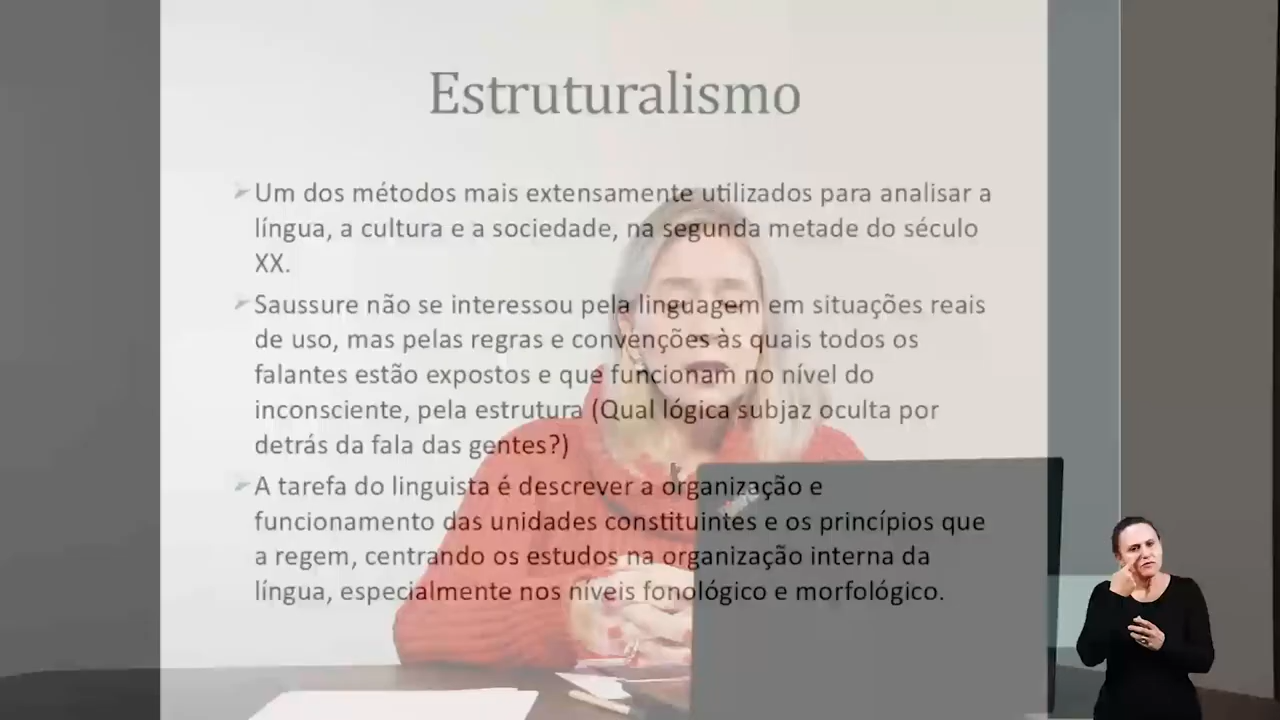 Estruturalismo
Um dos métodos mais extensamente utilizados para analisar a
língua, a cultura e a sociedade, na segunda metade do século
XX.
Saussure não se interessou pela linguagem em situações reais
de uso, mas pelas regras e convenções às quais todos os
falantes estão expostos e que funcionam no nível do
inconsciente, pela estrutura (Qual lógica subjaz oculta por
detrás da fala das gentes?)
A tarefa do linguista é descrever a organização e
funcionamento das unidades constituintes e os princípios que
a regem, centrando os estudos na organização interna da
língua, especialmente nos níveis fonológico e morfológico.